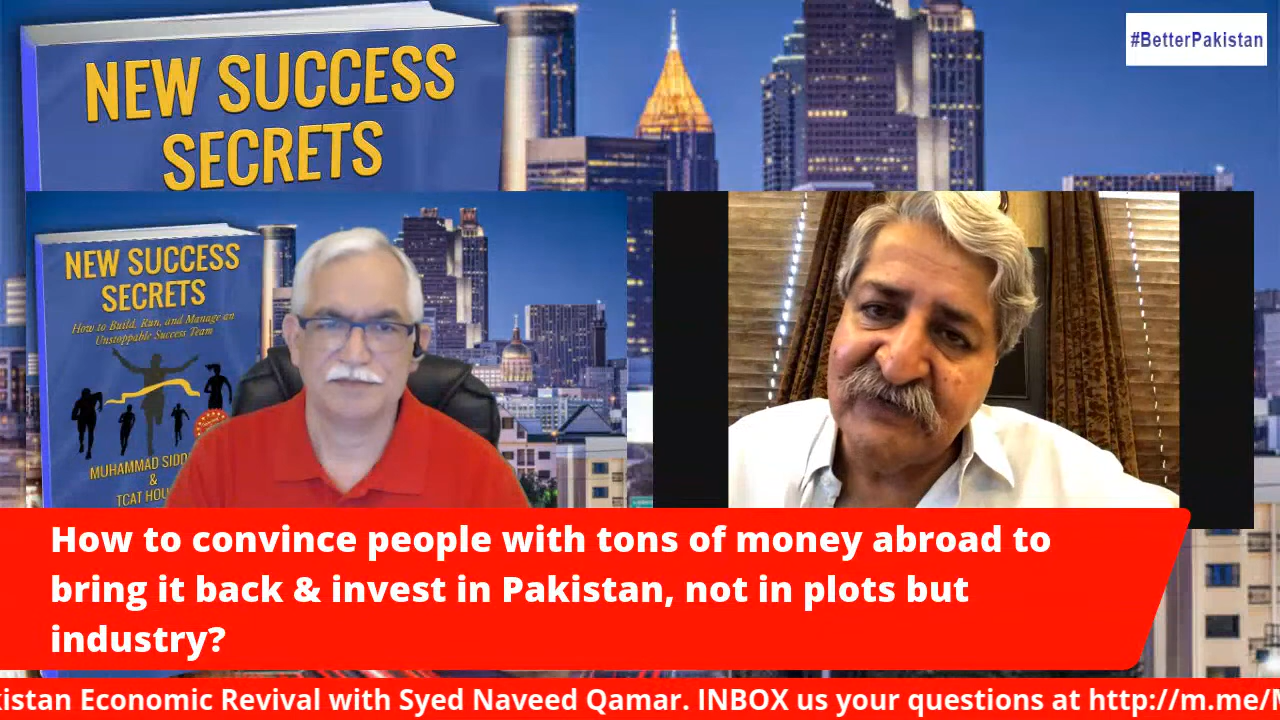 #BetterPakistan
NEW SUCCESS
SECRETS
NEW SUCCESS
SECRETS
How to Build, Run, and Manage an
Unstoppable Success Team
MUHAMMAD
&
TCAT
How to convince people with tons of money abroad to
bring it back & invest in Pakistan, not in plots but
industry?
kistan Economic Revival with Syed Naveed Qamar. INBOX us your questions at http://m.me/